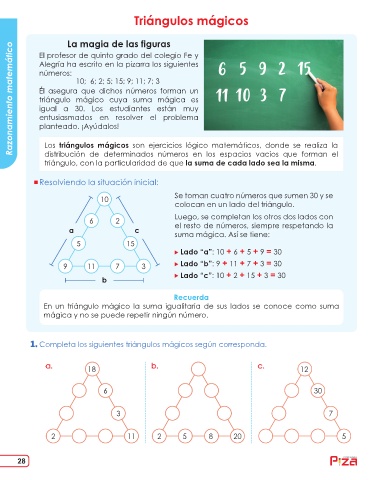 Triángulos mágicos
Razonamiento matemático
La magia de las figuras
El profesor de quinto grado del colegio Fe y
Alegría ha escrito en la pizarra los siguientes
números:
10; 6; 2; 5; 15; 9; 11; 7; 3
Él asegura que dichos números forman un
triángulo mágico cuya suma mágica es
igual a 30. Los estudiantes están muy
entusiasmados en resolver el problema
planteado. ¡Ayúdalos!
6 5 9 2 15
11 10 3 7
Los triángulos mágicos son ejercicios lógico matemáticos, donde se realiza la
distribución de determinados números en los espacios vacíos que forman el
triángulo, con la particularidad de que la suma de cada lado sea la misma.
Resolviendo la situación inicial:
10
6 2
a c
5 15
9 11 7 3
b
Se toman cuatro números que sumen 30 y se
colocan en un lado del triángulo.
Luego, se completan los otros dos lados con
el resto de números, siempre respetando la
suma mágica. Así se tiene:
Lado "a": 10 + 6 + 5 + 9 = 30
Lado "b": 9 + 11 + 7 + 3 = 30
Lado "c": 10 + 2 + 15 + 3 = 30
Recuerda
En un triángulo mágico la suma igualitaria de sus lados se conoce como suma
mágica y no se puede repetir ningún número.
1. Completa los siguientes triángulos mágicos según corresponda.
a. b. c.
18 12
6 30
3 7
2 11 2 5 8 20 5
28
Piza